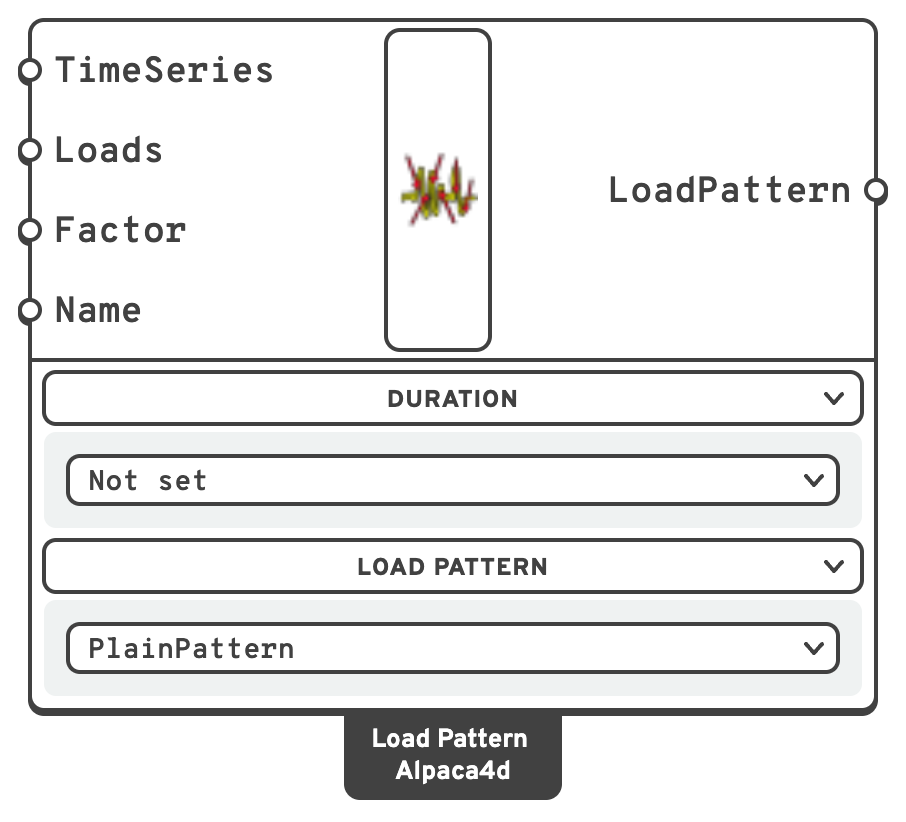 TimeSeries
Loads
Factor
Name
LoadPattern
DURATION
Not set
LOAD PATTERN
PlainPattern
Load Pattern
Alpaca4d